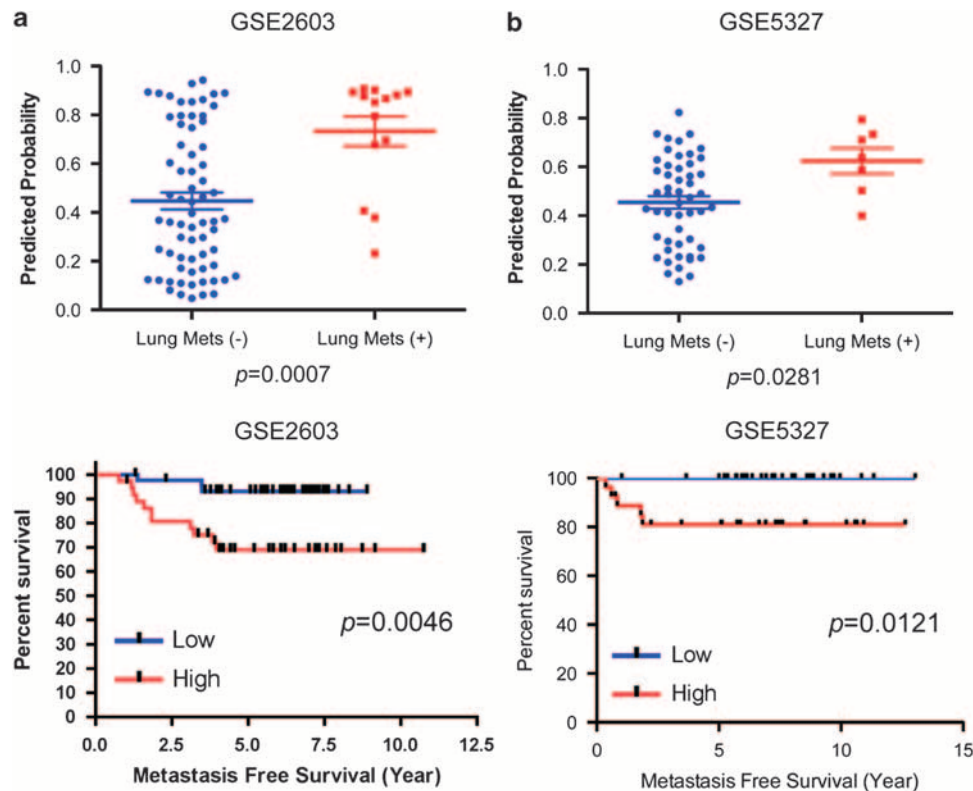 a
GSE2603
Predicted Probability
1.0
0.8
0.6
0.4
0.2
0.0
Lung Mets (-)
Lung Mets (+)
p=0.0007
b
GSE5327
Predicted Probability
1.0
0.8
0.6
0.4
0.2
0.0
Lung Mets (-)
Lung Mets (+)
p=0.0281
GSE2603
Percent survival
100
90
80
70
60
50
40
30
20
10
0
p=0.0046
Low
High
0.0 2.5 5.0 7.5 10.0 12.5
Metastasis Free Survival (Year)
GSE5327
Percent survival
100
80
60
40
20
0
p=0.0121
Low
High
0 5 10 15
Metastasis Free Survival (Year)